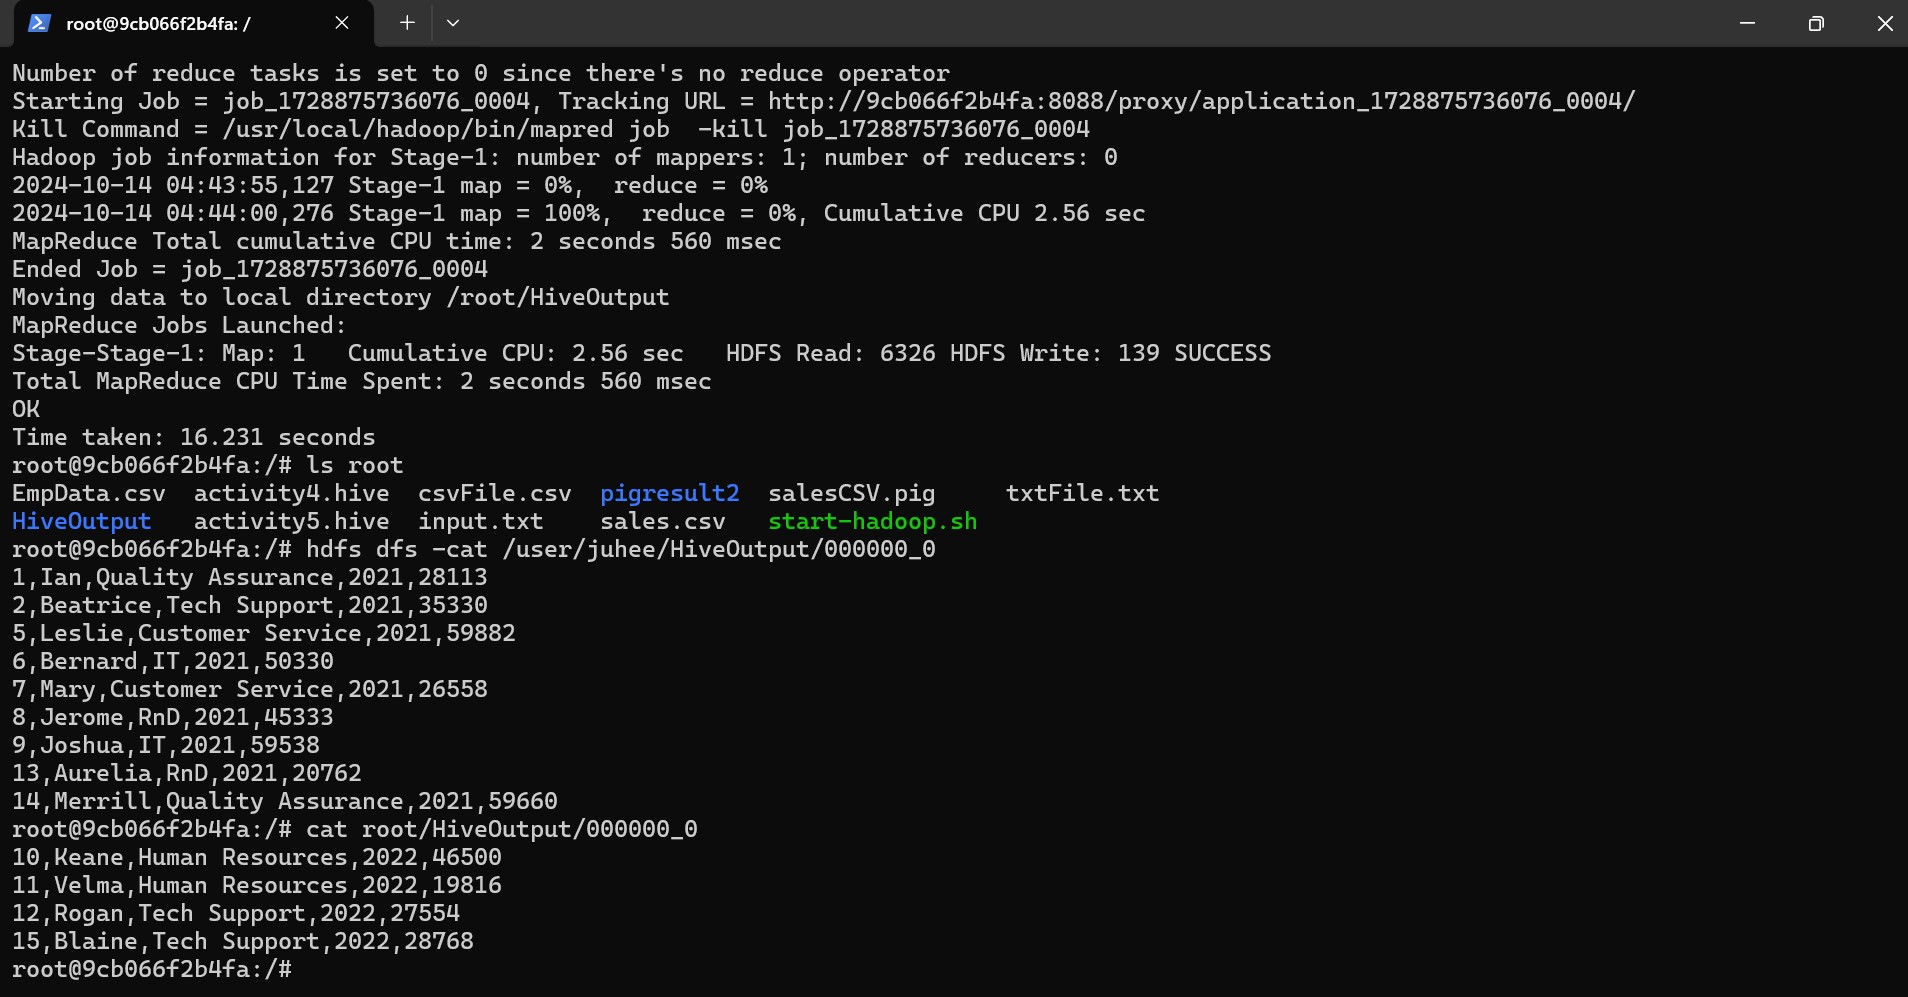 root@9cb066f2b4fa: /
Number of reduce tasks is set to 0 since there's no reduce operator
Starting Job = job_1728875736076_0004, Tracking URL = http://9cb066f2b4fa:8088/proxy/application_1728875736076_0004/
Kill Command = /usr/local/hadoop/bin/mapred job  -kill job_1728875736076_0004
Hadoop job information for Stage-1: number of mappers: 1; number of reducers: 0
2024-10-14 04:43:55,127 Stage-1 map = 0%,  reduce = 0%
2024-10-14 04:44:00,276 Stage-1 map = 100%,  reduce = 0%, Cumulative CPU 2.56 sec
MapReduce Total cumulative CPU time: 2 seconds 560 msec
Ended Job = job_1728875736076_0004
Moving data to local directory /root/HiveOutput
MapReduce Jobs Launched:
Stage-Stage-1: Map: 1   Cumulative CPU: 2.56 sec   HDFS Read: 6326 HDFS Write: 139 SUCCESS
Total MapReduce CPU Time Spent: 2 seconds 560 msec
OK
Time taken: 16.231 seconds
root@9cb066f2b4fa:/# ls root
EmpData.csv  activity4.hive  csvFile.csv  pigresult2  salesCSV.pig     txtFile.txt
HiveOutput   activity5.hive  input.txt    sales.csv   start-hadoop.sh
root@9cb066f2b4fa:/# hdfs dfs -cat /user/juhee/HiveOutput/000000_0
1,Ian,Quality Assurance,2021,28113
2,Beatrice,Tech Support,2021,35330
5,Leslie,Customer Service,2021,59882
6,Bernard,IT,2021,50330
7,Mary,Customer Service,2021,26558
8,Jerome,RnD,2021,45333
9,Joshua,IT,2021,59538
13,Aurelia,RnD,2021,20762
14,Merrill,Quality Assurance,2021,59660
root@9cb066f2b4fa:/# cat root/HiveOutput/000000_0
10,Keane,Human Resources,2022,46500
11,Velma,Human Resources,2022,19816
12,Rogan,Tech Support,2022,27554
15,Blaine,Tech Support,2022,28768
root@9cb066f2b4fa:/#